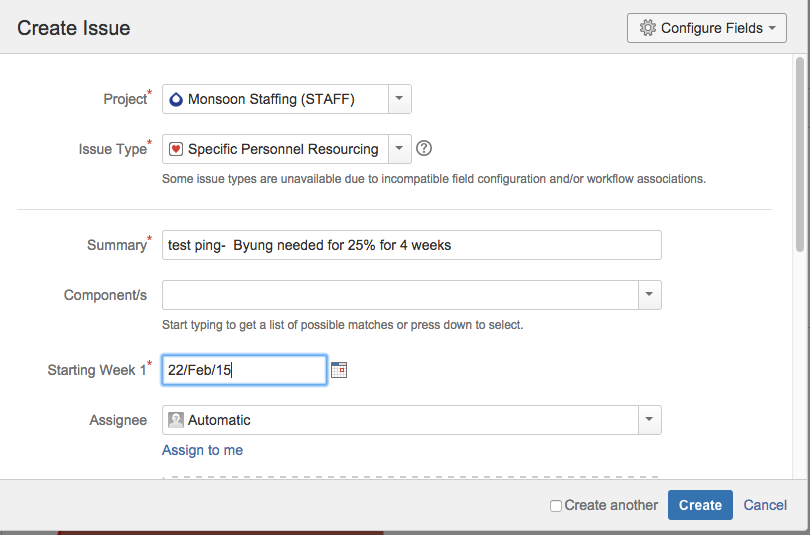 Create Issue
Configure Fields
Project* Monsoon Staffing (STAFF)
Issue Type* Specific Personnel Resourcing ?
Some issue types are unavailable due to incompatible field configuration and/or workflow associations.
Summary* test ping-  Byung needed for 25% for 4 weeks
Component/s
Start typing to get a list of possible matches or press down to select.
Starting Week 1* 22/Feb/15
Assignee Automatic
Assign to me
Create another Create Cancel